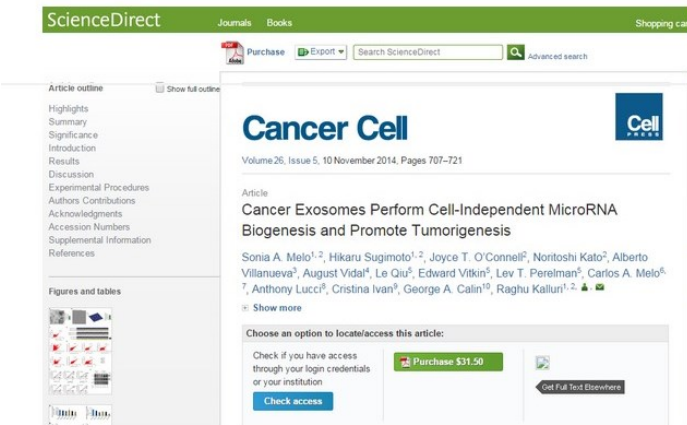 ScienceDirect
Journals Books
Shopping ca
Purchase
Export
Search ScienceDirect
Advanced search
Article outline
Show full outline
Highlights
Summary
Significance
Introduction
Results
Discussion
Experimental Procedures
Authors Contributions
Acknowledgments
Accession Numbers
Supplemental Information
References
Figures and tables
Cancer Cell
Cell
PRESS
Volume 26, Issue 5, 10 November 2014, Pages 707–721
Article
Cancer Exosomes Perform Cell-Independent MicroRNA
Biogenesis and Promote Tumorigenesis
Sonia A. Melo1, 2, Hikaru Sugimoto1, 2, Joyce T. O'Connell2, Noritoshi Kato2, Alberto
Villanueva3, August Vidal4, Le Qiu5, Edward Vitkin5, Lev T. Perelman5, Carlos A. Melo6,
7, Anthony Lucci8, Cristina Ivan9, George A. Calin10, Raghu Kalluri1, 2,
Show more
Choose an option to locate/access this article:
Check if you have access
through your login credentials
or your institution
Check access
Purchase $31.50
Get Full Text Elsewhere